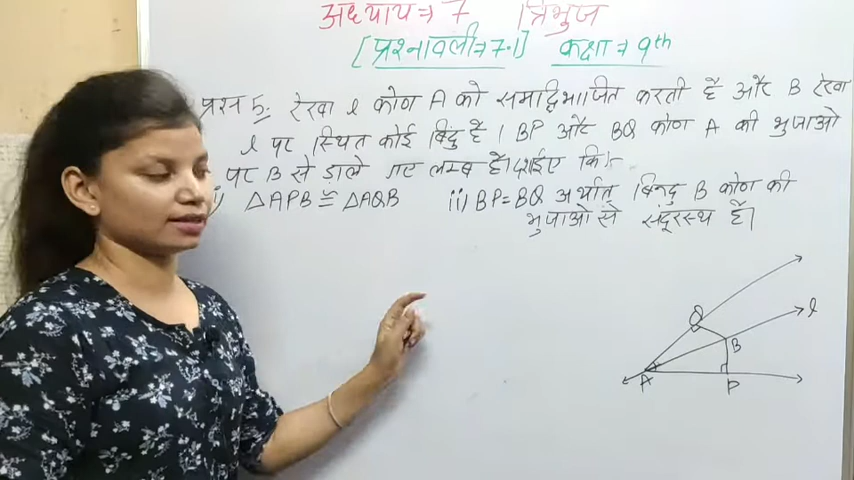 अध्याय ⇒ 7 त्रिभुज
[प्रश्नावली ⇒ 7.1] कक्षा ⇒ 9th
प्रश्न 5: रेखा l कोण A को समद्विभाजित करती है और B रेखा
l पर स्थित कोई बिंदु है। BP और BQ कोण A की भुजाओ
पर B से डाले गए लम्ब है। दर्शाइए कि:-
i) △APB ≅ △AQB ii) BP=BQ अर्थात् बिन्दु B कोण की
भुजाओ से समदूरस्थ है।
Q
l
B
A
P